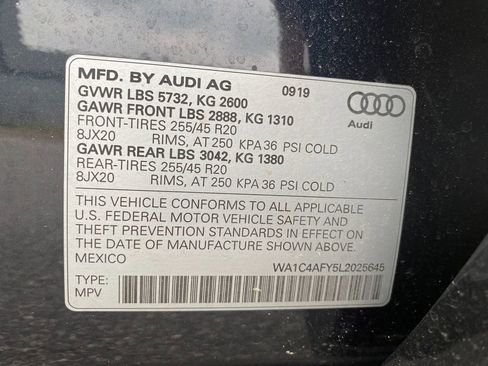 MFD. BY AUDI AG 0919
GVWR LBS 5732, KG 2600
GAWR FRONT LBS 2888, KG 1310
FRONT-TIRES 255/45 R20
8JX20 RIMS, AT 250 KPA 36 PSI COLD
GAWR REAR LBS 3042, KG 1380
REAR-TIRES 255/45 R20
8JX20 RIMS, AT 250 KPA 36 PSI COLD
Audi
THIS VEHICLE CONFORMS TO ALL APPLICABLE
U.S. FEDERAL MOTOR VEHICLE SAFETY AND
THEFT PREVENTION STANDARDS IN EFFECT ON
THE DATE OF MANUFACTURE SHOWN ABOVE.
MEXICO WA1C4AFY5L2025645
TYPE:
MPV